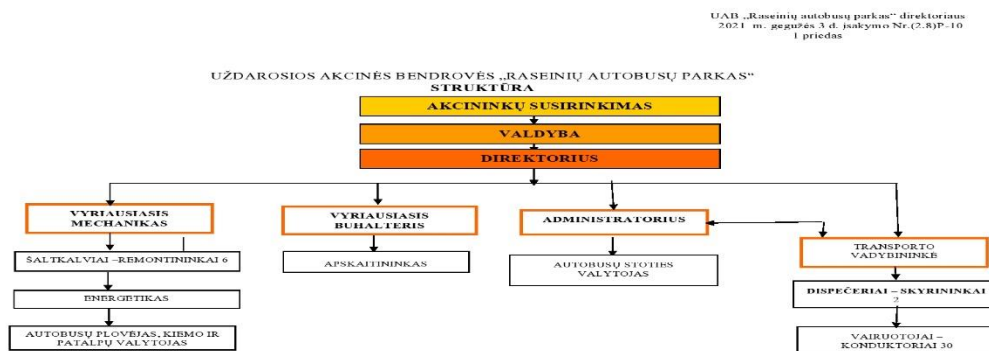 UAB „Raseinių autobusų parkas“ direktoriaus
2021 m. gegužės 3 d. įsakymo Nr.(2.8)P-10
1 priedas
UŽDAROSIOS AKCINĖS BENDROVĖS „RASEINIŲ AUTOBUSŲ PARKAS“
STRUKTŪRA
AKCININKŲ SUSIRINKIMAS
VALDYBA
DIREKTORIUS
VYRIAUSIASIS
MECHANIKAS
VYRIAUSIASIS
BUHALTERIS
ADMINISTRATORIUS
TRANSPORTO
VADYBININKĖ
ŠALTKALVIAI –REMONTININKAI 6
APSKAITININKAS
AUTOBUSŲ STOTIES
VALYTOJAS
DISPEČERIAI – SKYRININKAI
2
ENERGETIKAS
AUTOBUSŲ PLOVĖJAS, KIEMO IR
PATALPŲ VALYTOJAS
VAIRUOTOJAI –
KONDUKTORIAI 30